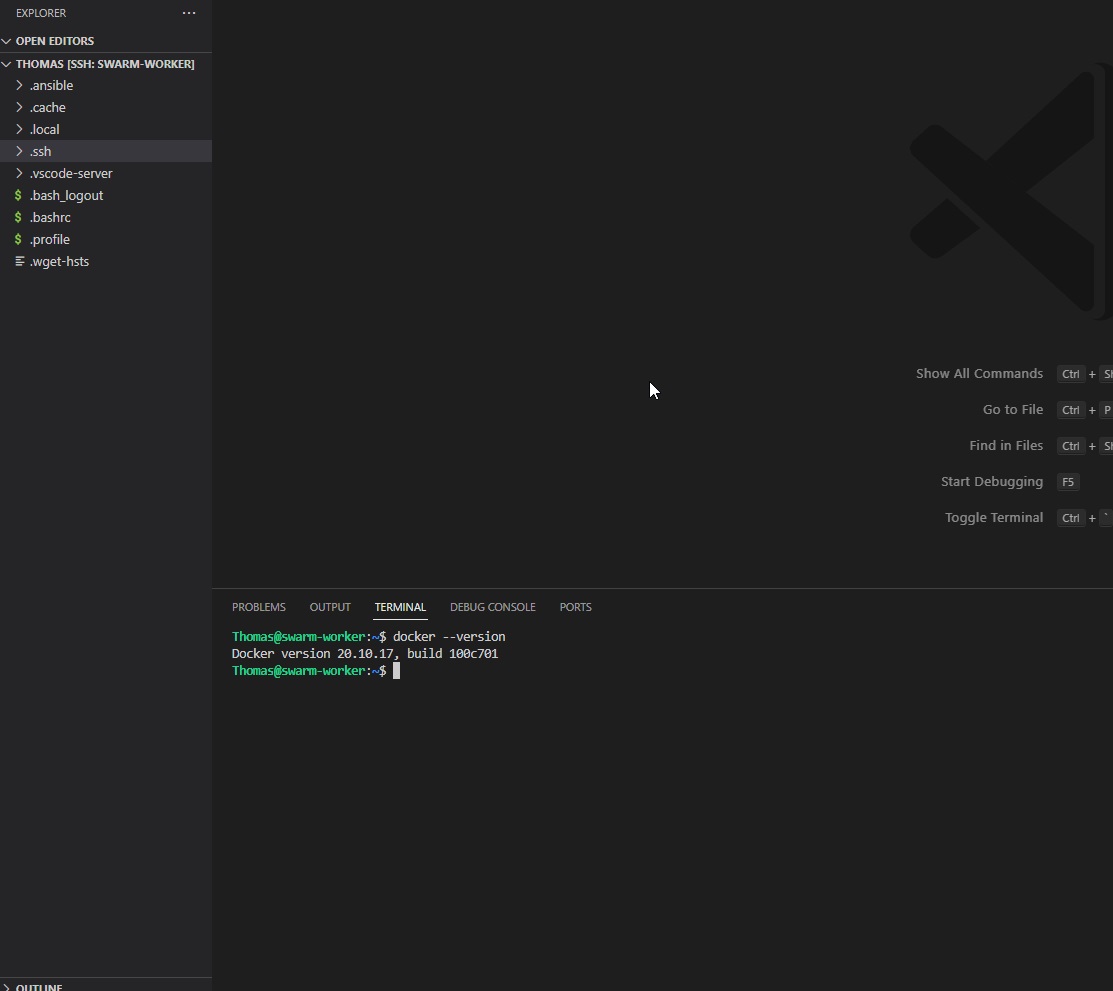 EXPLORER
OPEN EDITORS
THOMAS [SSH: SWARM-WORKER]
.ansible
.cache
.local
.ssh
.vscode-server
$ .bash_logout
$ .bashrc
$ .profile
.wget-hsts
OUTLINE
Show All Commands Ctrl +
Go to File Ctrl + P
Find in Files Ctrl +
Start Debugging F5
Toggle Terminal Ctrl + `
PROBLEMS OUTPUT TERMINAL DEBUG CONSOLE PORTS
Thomas@swarm-worker:~$ docker --version
Docker version 20.10.17, build 100c701
Thomas@swarm-worker:~$